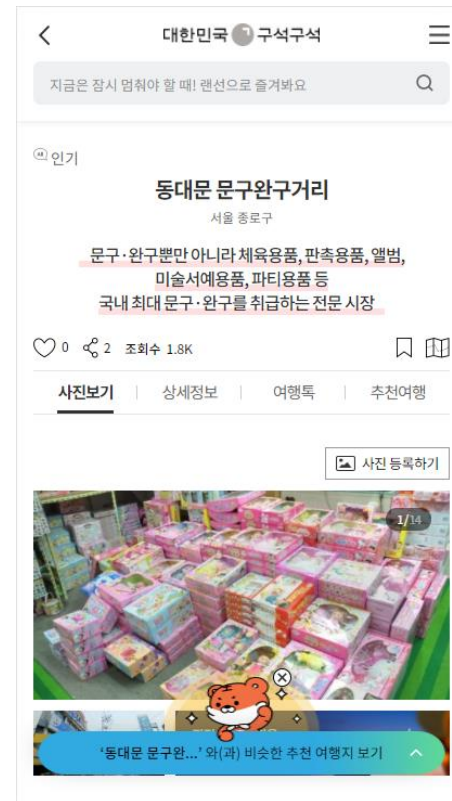 대한민국 구석구석
지금은 잠시 멈춰야 할 때! 랜선으로 즐겨봐요
인기
동대문 문구완구거리
서울 종로구
문구·완구뿐만 아니라 체육용품, 판촉용품, 앨범,
미술서예용품, 파티용품 등
국내 최대 문구·완구를 취급하는 전문 시장
0 2 조회수 1.8K
사진보기 상세정보 여행톡 추천여행
사진 등록하기
1/14
‘동대문 문구완...’ 와(과) 비슷한 추천 여행지 보기